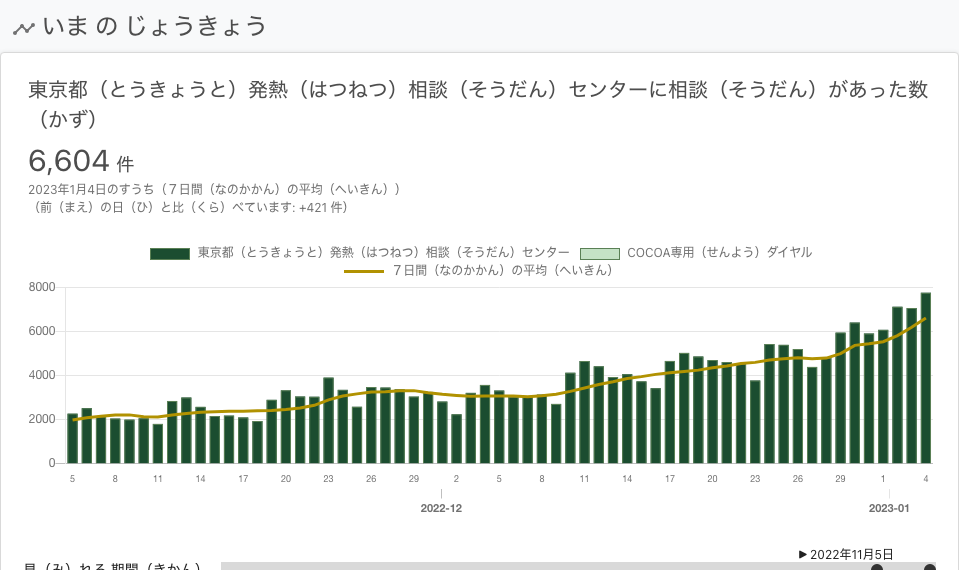 いま の じょうきょう
東京都（とうきょうと）発熱（はつねつ）相談（そうだん）センターに相談（そうだん）があった数
（かず）
6,604 件
2023年1月4日のすうち（７日間（なのかかん）の平均（へいきん））
（前（まえ）の日（ひ）と比（くら）べています: +421 件）
東京都（とうきょうと）発熱（はつねつ）相談（そうだん）センター COCOA専用（せんよう）ダイヤル
７日間（なのかかん）の平均（へいきん）
8000
6000
4000
2000
0
5 8 11 14 17 20 23 26 29 2 5 8 11 14 17 20 23 26 29 1 4
2022-12 2023-01
▶ 2022年11月5日
見（み）れる 期間（きかん）